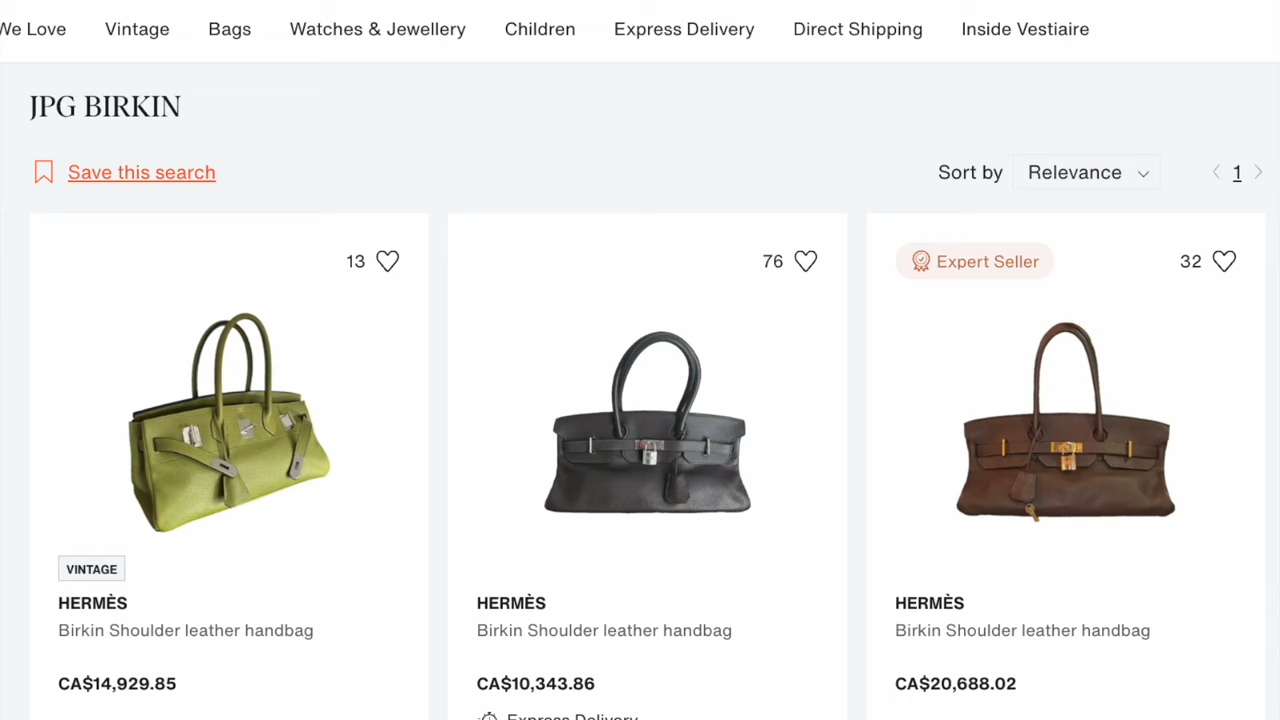 We Love Vintage Bags Watches & Jewellery Children Express Delivery Direct Shipping Inside Vestiaire
JPG BIRKIN
Save this search
Sort by Relevance 1
13
76
Expert Seller 32
VINTAGE
HERMÈS
Birkin Shoulder leather handbag
CA$14,929.85
HERMÈS
Birkin Shoulder leather handbag
CA$10,343.86
Express Delivery
HERMÈS
Birkin Shoulder leather handbag
CA$20,688.02